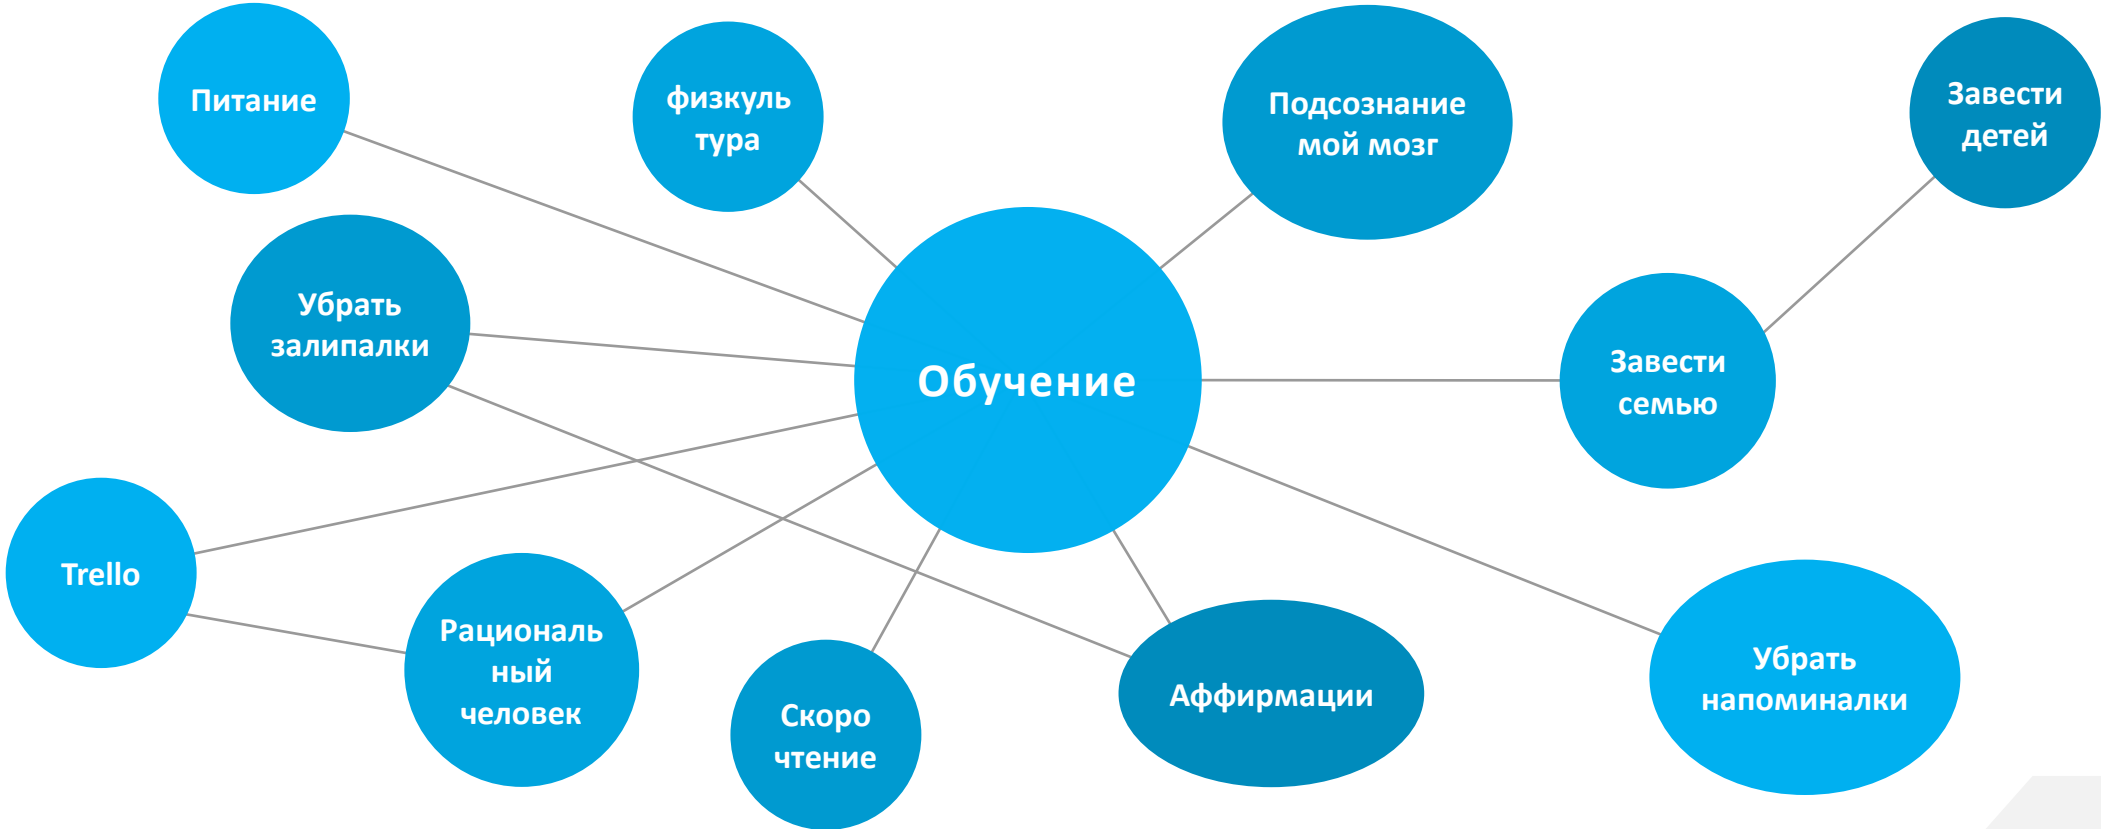 Питание
физкуль
тура
Подсознание
мой мозг
Завести
детей
Убрать
залипалки
Обучение
Завести
семью
Trello
Рациональ
ный
человек
Скоро
чтение
Аффирмации
Убрать
напоминалки